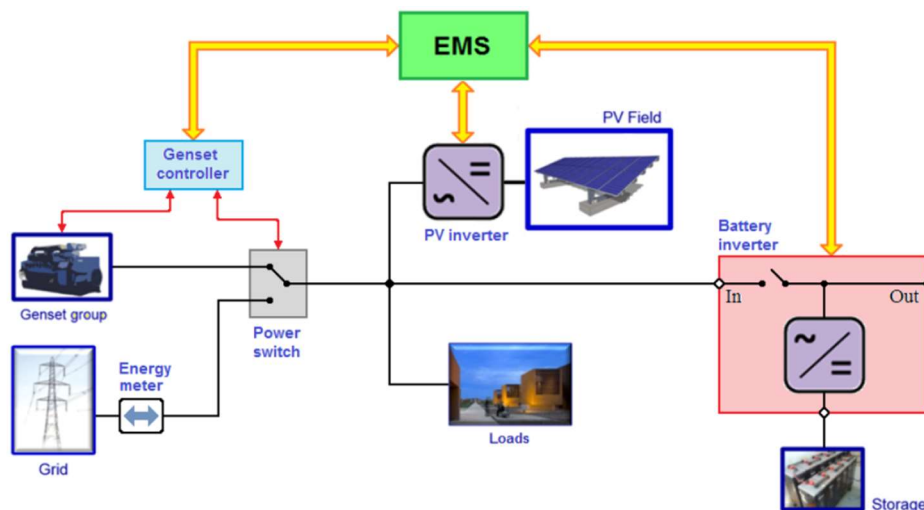 EMS
PV Field
Genset
controller
PV inverter
Battery
inverter
In
Out
Genset group
Power
switch
Energy
meter
Grid
Loads
Storage